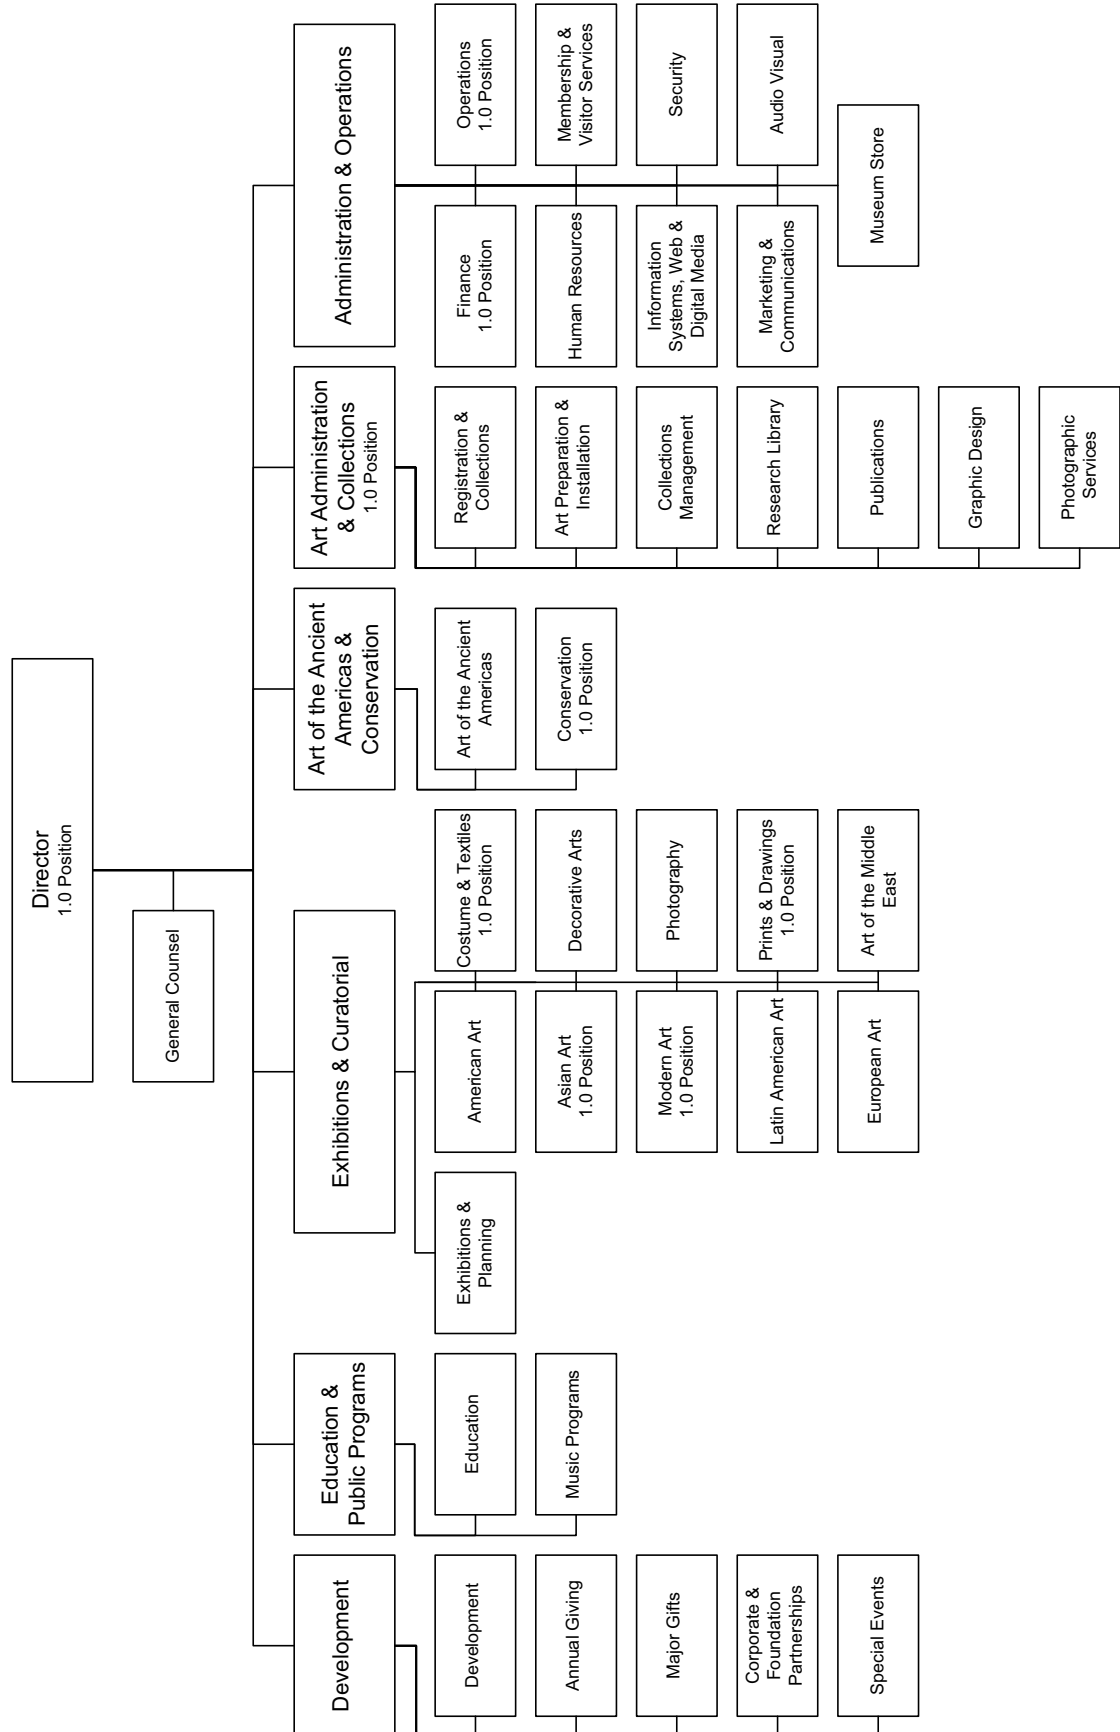 Director
1.0 Position
General Counsel
Development
Development
Annual Giving
Major Gifts
Corporate &
Foundation
Partnerships
Special Events
Education &
Public Programs
Education
Music Programs
Exhibitions & Curatorial
Exhibitions &
Planning
American Art
Costume & Textiles
1.0 Position
Asian Art
1.0 Position
Decorative Arts
Modern Art
1.0 Position
Photography
Latin American Art
Prints & Drawings
1.0 Position
European Art
Art of the Middle
East
Art of the Ancient
Americas &
Conservation
Art of the Ancient
Americas
Conservation
1.0 Position
Art Administration
& Collections
1.0 Position
Registration &
Collections
Art Preparation &
Installation
Collections
Management
Research Library
Publications
Graphic Design
Photographic
Services
Administration & Operations
Finance
1.0 Position
Operations
1.0 Position
Human Resources
Membership &
Visitor Services
Information
Systems, Web &
Digital Media
Security
Marketing &
Communications
Audio Visual
Museum Store